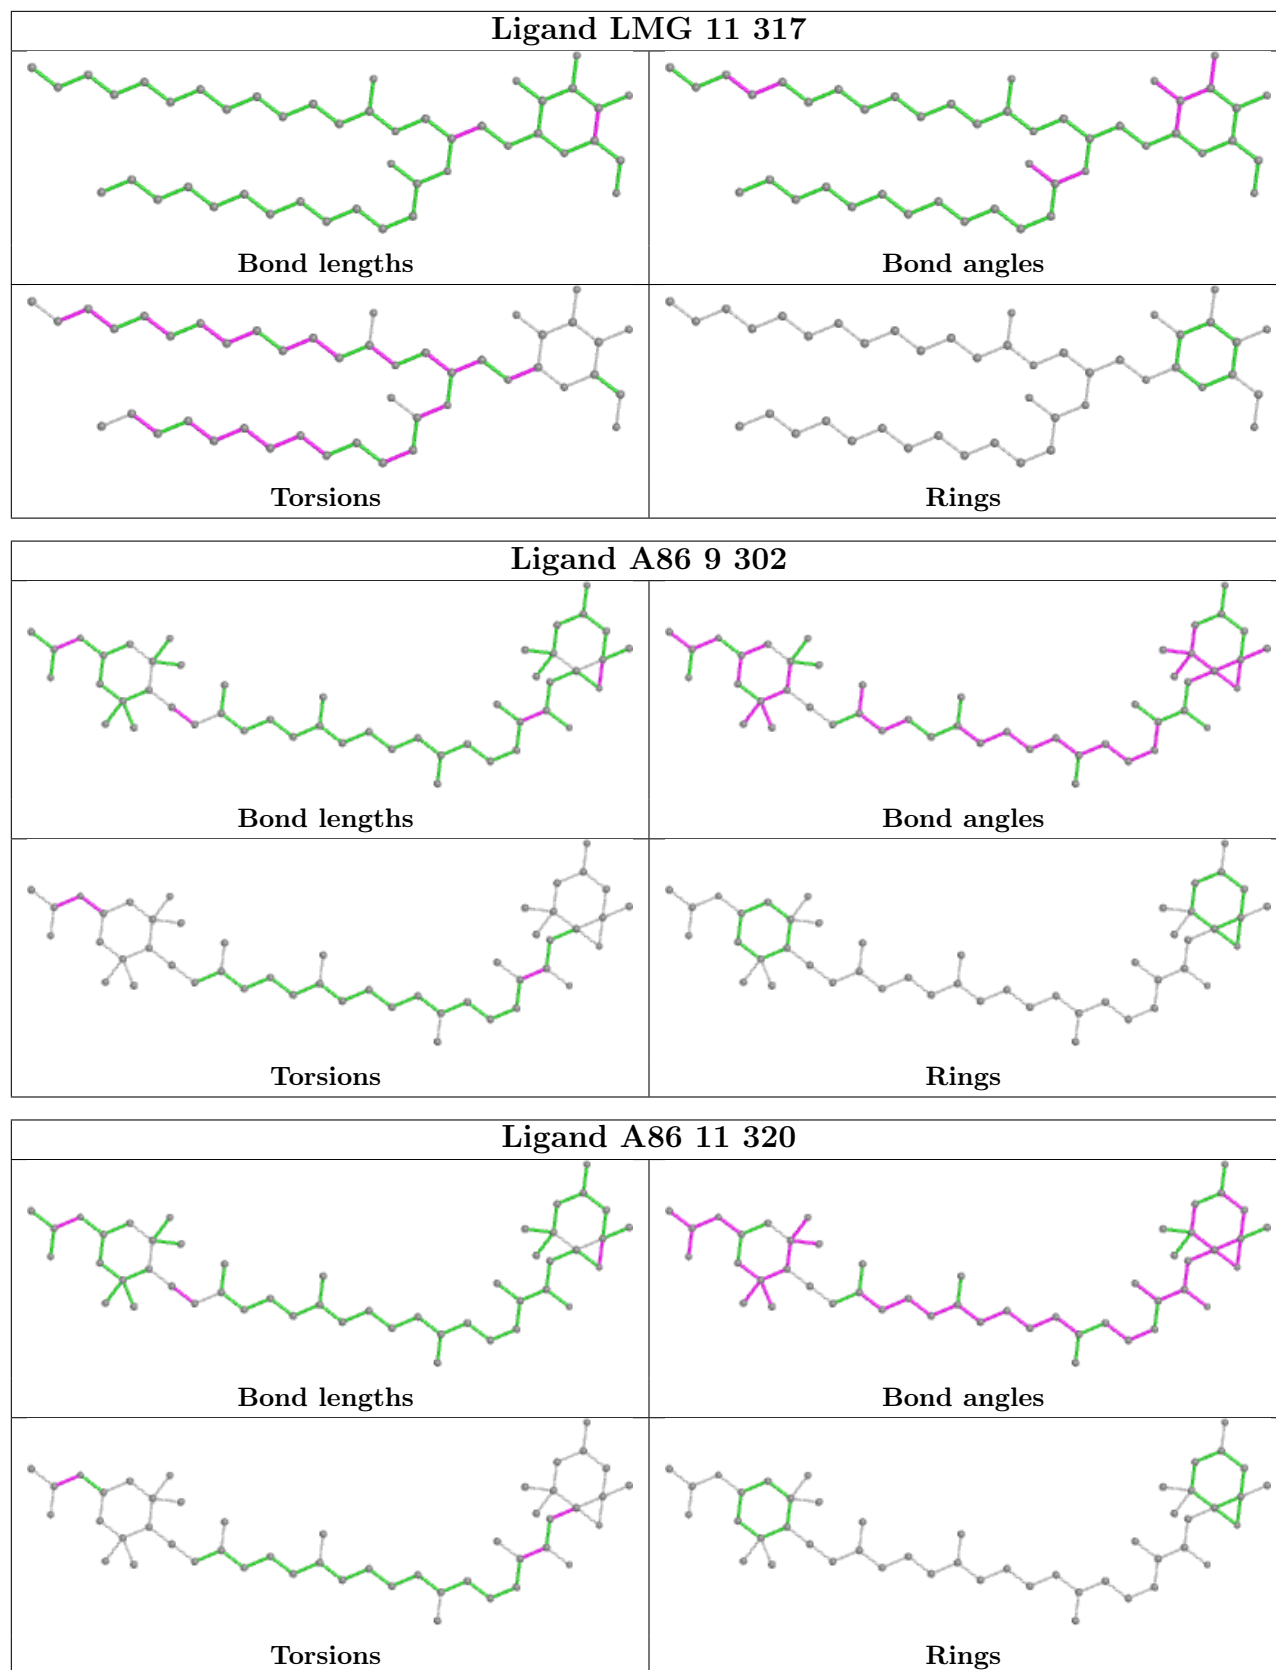 Ligand LMG 11 317
Bond lengths
Bond angles
Torsions
Rings
Ligand A86 9 302
Bond lengths
Bond angles
Torsions
Rings
Ligand A86 11 320
Bond lengths
Bond angles
Torsions
Rings